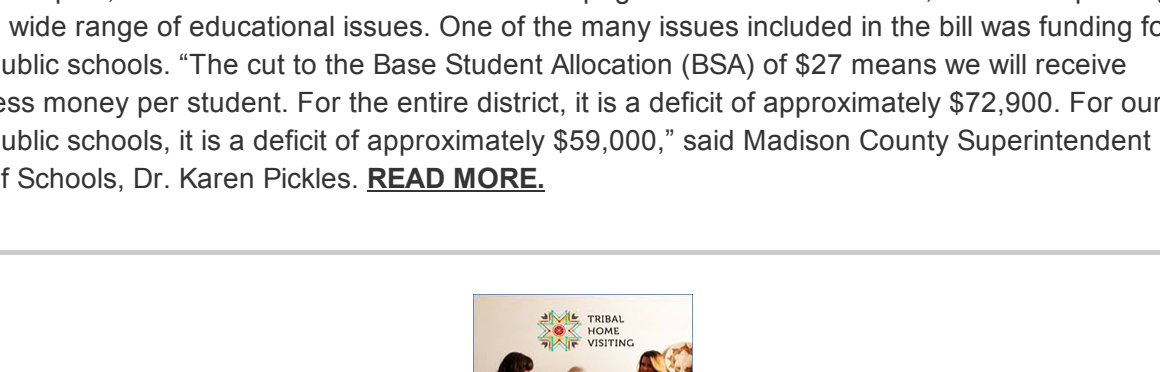 wide range of educational issues. One of the many issues included in the bill was funding fo
ublic schools. “The cut to the Base Student Allocation (BSA) of $27 means we will receive
ess money per student. For the entire district, it is a deficit of approximately $72,900. For our
ublic schools, it is a deficit of approximately $59,000,” said Madison County Superintendent
f Schools, Dr. Karen Pickles. READ MORE.
TRIBAL
HOME
VISITING